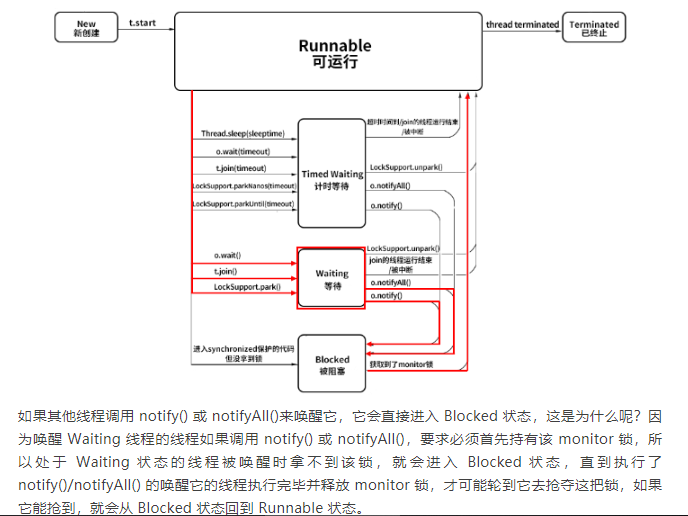 New
新创建
t.start
Runnable
可运行
thread terminated
Terminated
已终止
Thread.sleep(sleeptime)
o.wait(timeout)
t.join(timeout)
LockSupport.parkNanos(timeout)
LockSupport.parkUntil(timeout)
Timed Waiting
计时等待
超时时间到/join的线程运行结束
/被中断
LockSupport.unpark()
o.notifyAll()
o.notify()
o.wait()
t.join()
LockSupport.park()
Waiting
等待
LockSupport.unpark()
join的线程运行结束
/被中断
o.notifyAll()
o.notify()
进入synchronized保护的代码
但没拿到锁
Blocked
被阻塞
获取到了monitor锁
如果其他线程调用 notify() 或 notifyAll()来唤醒它，它会直接进入 Blocked 状态，这是为什么呢？因
为唤醒 Waiting 线程的线程如果调用 notify() 或 notifyAll()，要求必须首先持有该 monitor 锁，所
以处于 Waiting 状态的线程被唤醒时拿不到该锁，就会进入 Blocked 状态，直到执行了
notify()/notifyAll() 的唤醒它的线程执行完毕并释放 monitor 锁，才可能轮到它去抢夺这把锁，如果
它能抢到，就会从 Blocked 状态回到 Runnable 状态。